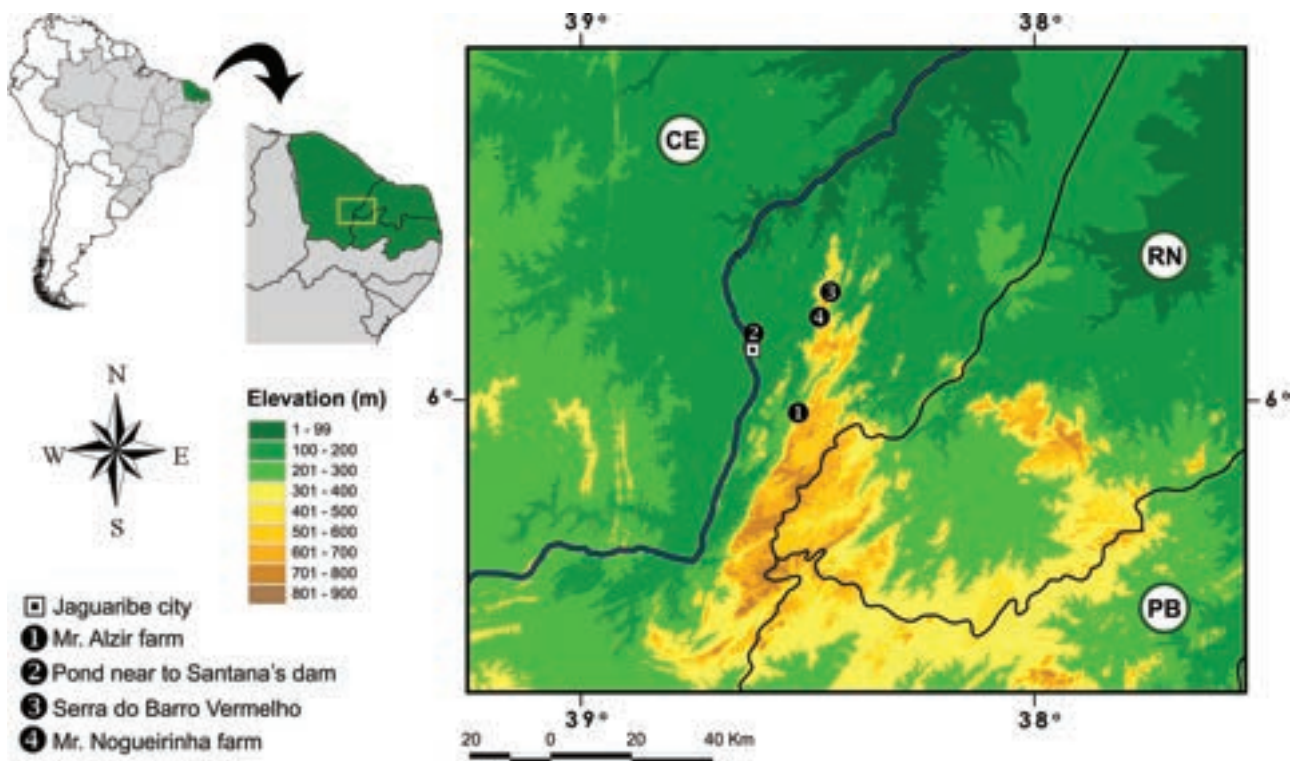 39°
38°
CE
RN
PB
3
4
2
1
6°
6°
39°
38°
N
W
E
S
Elevation (m)
1 - 99
100 - 200
201 - 300
301 - 400
401 - 500
501 - 600
601 - 700
701 - 800
801 - 900
Jaguaribe city
1 Mr. Alzir farm
2 Pond near to Santana's dam
3 Serra do Barro Vermelho
4 Mr. Nogueirinha farm
20 0 20 40 Km